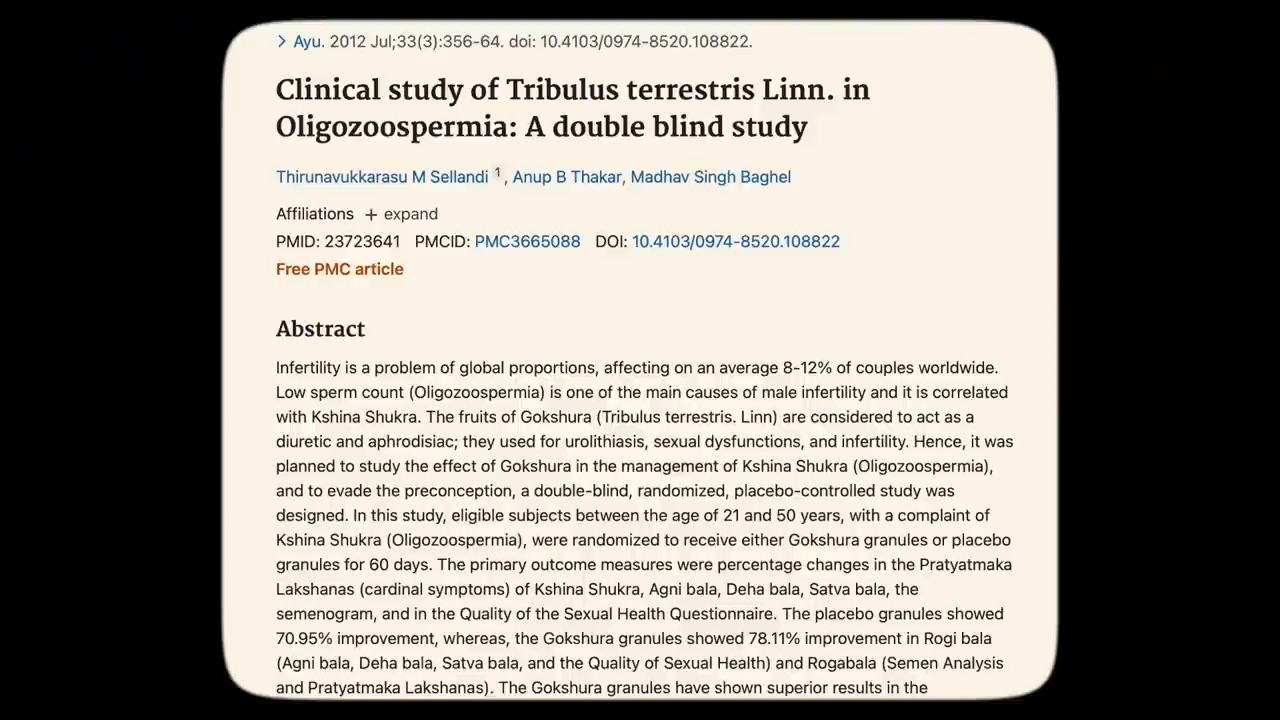 > Ayu. 2012 Jul;33(3):356-64. doi: 10.4103/0974-8520.108822.
Clinical study of Tribulus terrestris Linn. in
Oligozoospermia: A double blind study
Thirunavukkarasu M Sellandi 1, Anup B Thakar, Madhav Singh Baghel
Affiliations + expand
PMID: 23723641 PMCID: PMC3665088 DOI: 10.4103/0974-8520.108822
Free PMC article
Abstract
Infertility is a problem of global proportions, affecting on an average 8-12% of couples worldwide.
Low sperm count (Oligozoospermia) is one of the main causes of male infertility and it is correlated
with Kshina Shukra. The fruits of Gokshura (Tribulus terrestris. Linn) are considered to act as a
diuretic and aphrodisiac; they used for urolithiasis, sexual dysfunctions, and infertility. Hence, it was
planned to study the effect of Gokshura in the management of Kshina Shukra (Oligozoospermia),
and to evade the preconception, a double-blind, randomized, placebo-controlled study was
designed. In this study, eligible subjects between the age of 21 and 50 years, with a complaint of
Kshina Shukra (Oligozoospermia), were randomized to receive either Gokshura granules or placebo
granules for 60 days. The primary outcome measures were percentage changes in the Pratyatmaka
Lakshanas (cardinal symptoms) of Kshina Shukra, Agni bala, Deha bala, Satva bala, the
semenogram, and in the Quality of the Sexual Health Questionnaire. The placebo granules showed
70.95% improvement, whereas, the Gokshura granules showed 78.11% improvement in Rogi bala
(Agni bala, Deha bala, Satva bala, and the Quality of Sexual Health) and Rogabala (Semen Analysis
and Pratyatmaka Lakshanas). The Gokshura granules have shown superior results in the